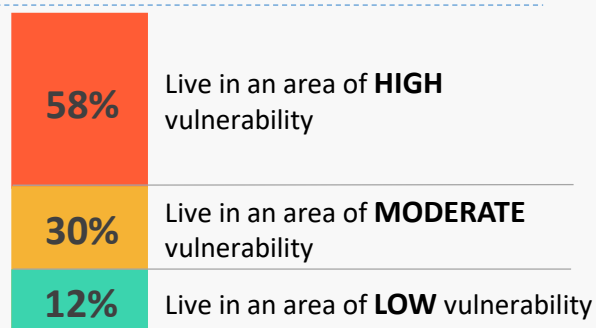 58%
Live in an area of HIGH
vulnerability
30%
Live in an area of MODERATE
vulnerability
12%
Live in an area of LOW vulnerability